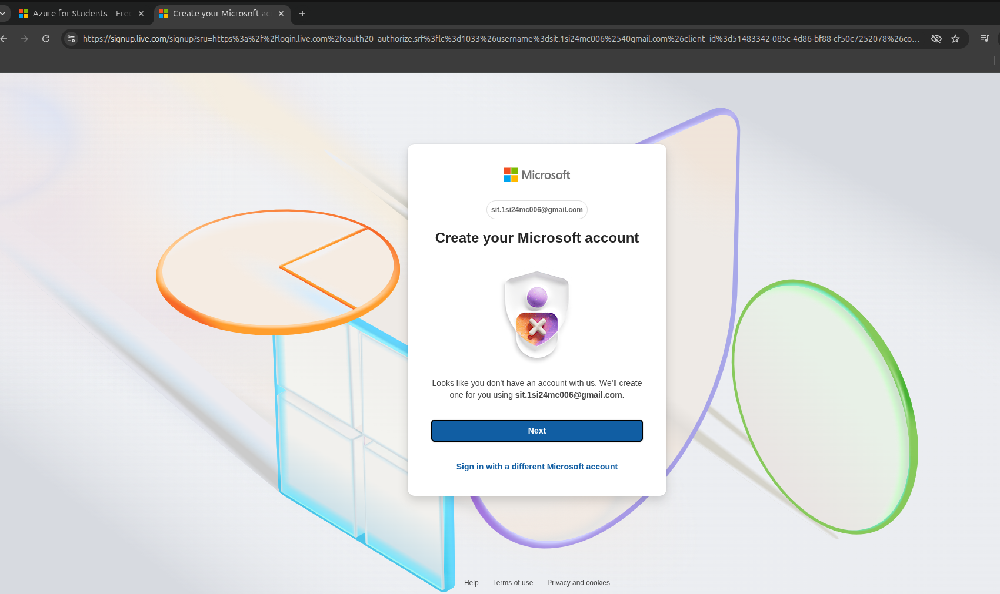 Azure for Students – Free
Create your Microsoft ac
https://signup.live.com/signup?sru=https%3a%2f%2flogin.live.com%2foauth20_authorize.srf%3flc%3d1033%26username%3dsit.1si24mc006%2540gmail.com%26client_id%3d51483342-085c-4d86-bf88-cf50c7252078%26co...
Microsoft
sit.1si24mc006@gmail.com
Create your Microsoft account
Looks like you don't have an account with us. We'll create
one for you using sit.1si24mc006@gmail.com.
Next
Sign in with a different Microsoft account
Help Terms of use Privacy and cookies